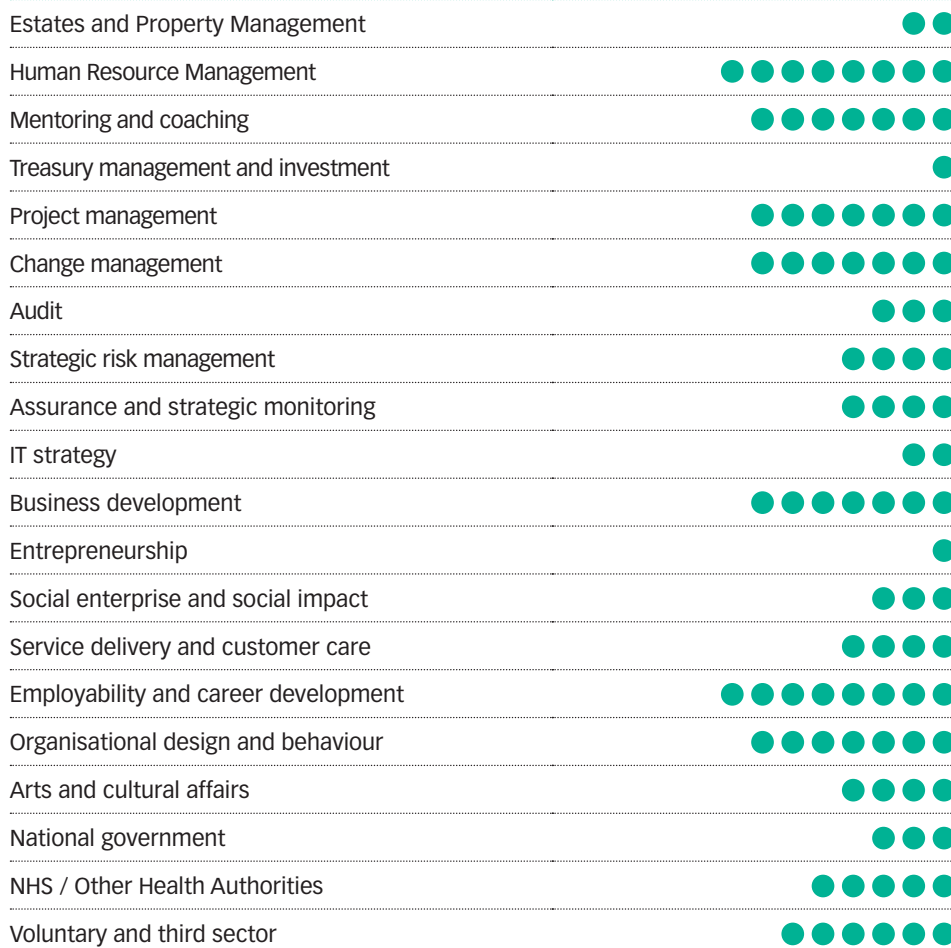 Estates and Property Management
Human Resource Management
Mentoring and coaching
Treasury management and investment
Project management
Change management
Audit
Strategic risk management
Assurance and strategic monitoring
IT strategy
Business development
Entrepreneurship
Social enterprise and social impact
Service delivery and customer care
Employability and career development
Organisational design and behaviour
Arts and cultural affairs
National government
NHS / Other Health Authorities
Voluntary and third sector